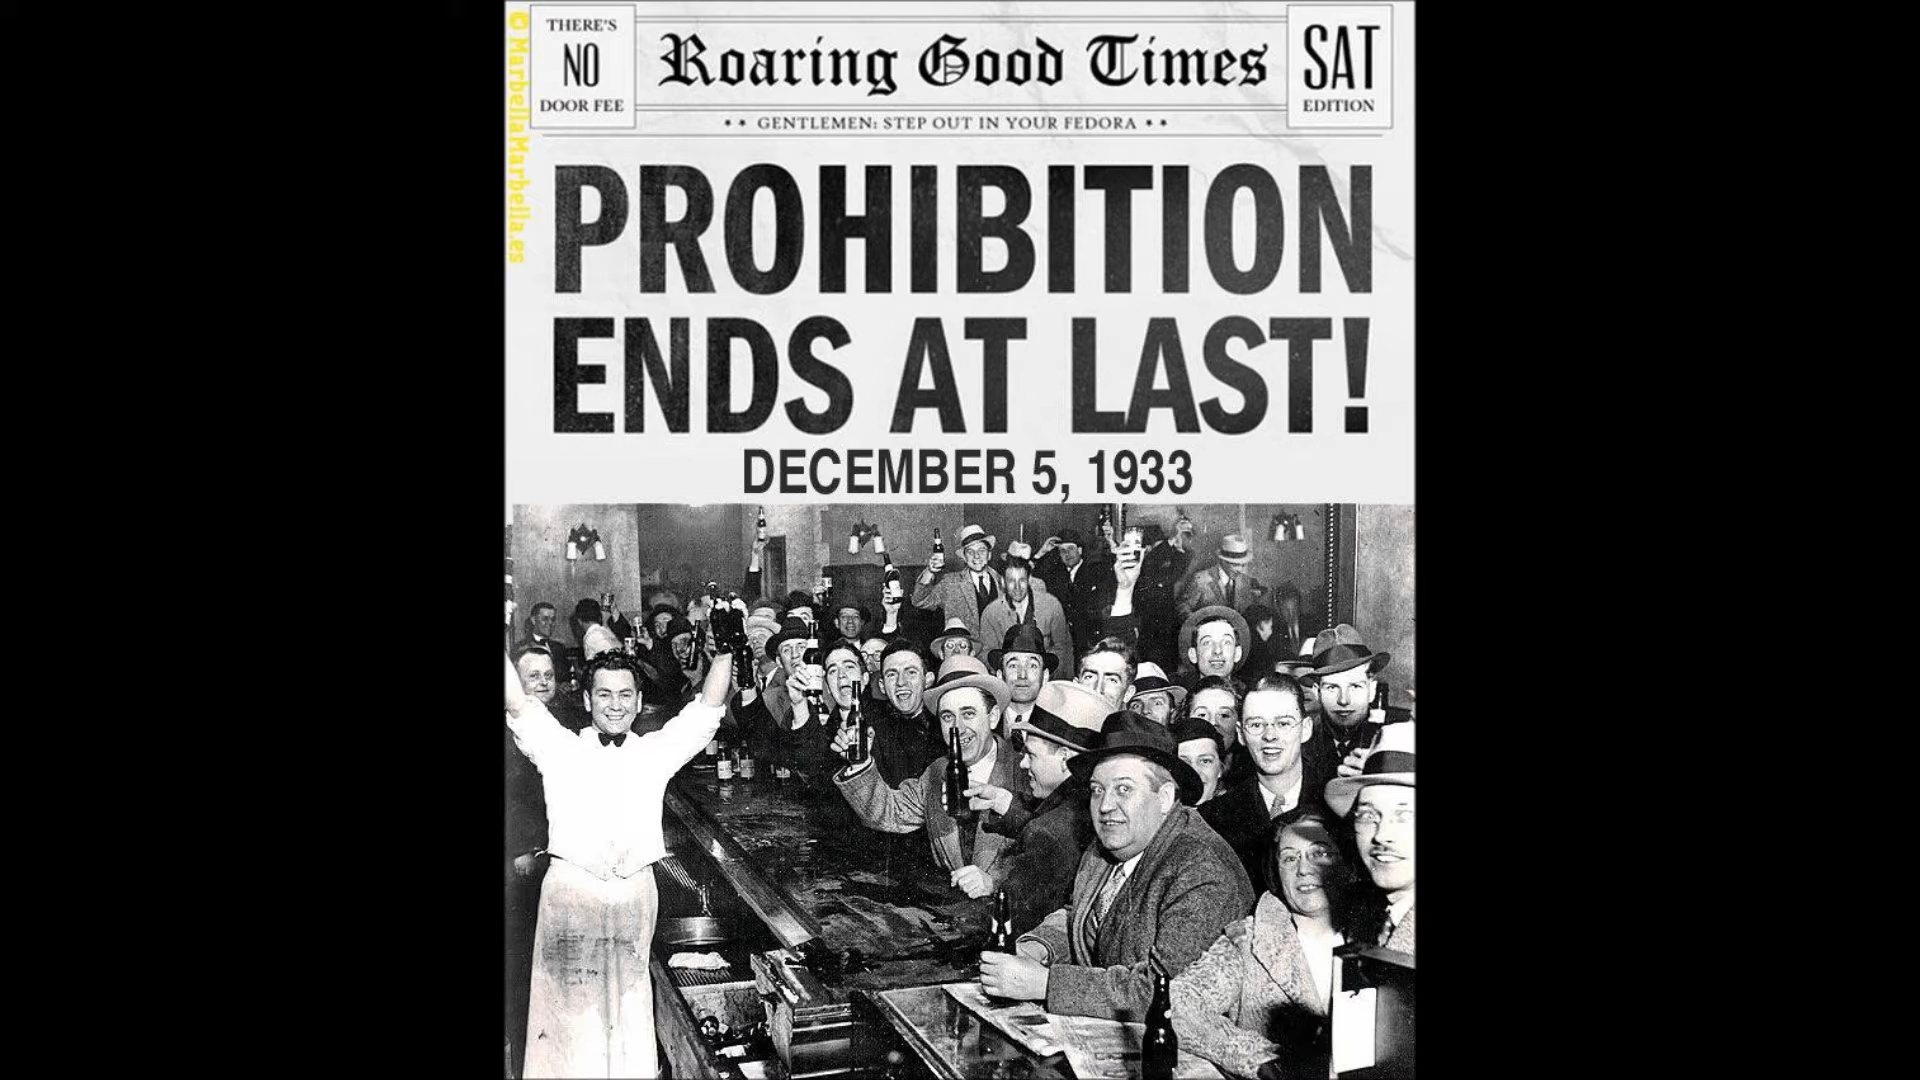 THERE'S
NO
DOOR FEE
Roaring Good Times
SAT
EDITION
** GENTLEMEN: STEP OUT IN YOUR FEDORA **
PROHIBITION
ENDS AT LAST!
DECEMBER 5, 1933
© MarbellaMarbella.es